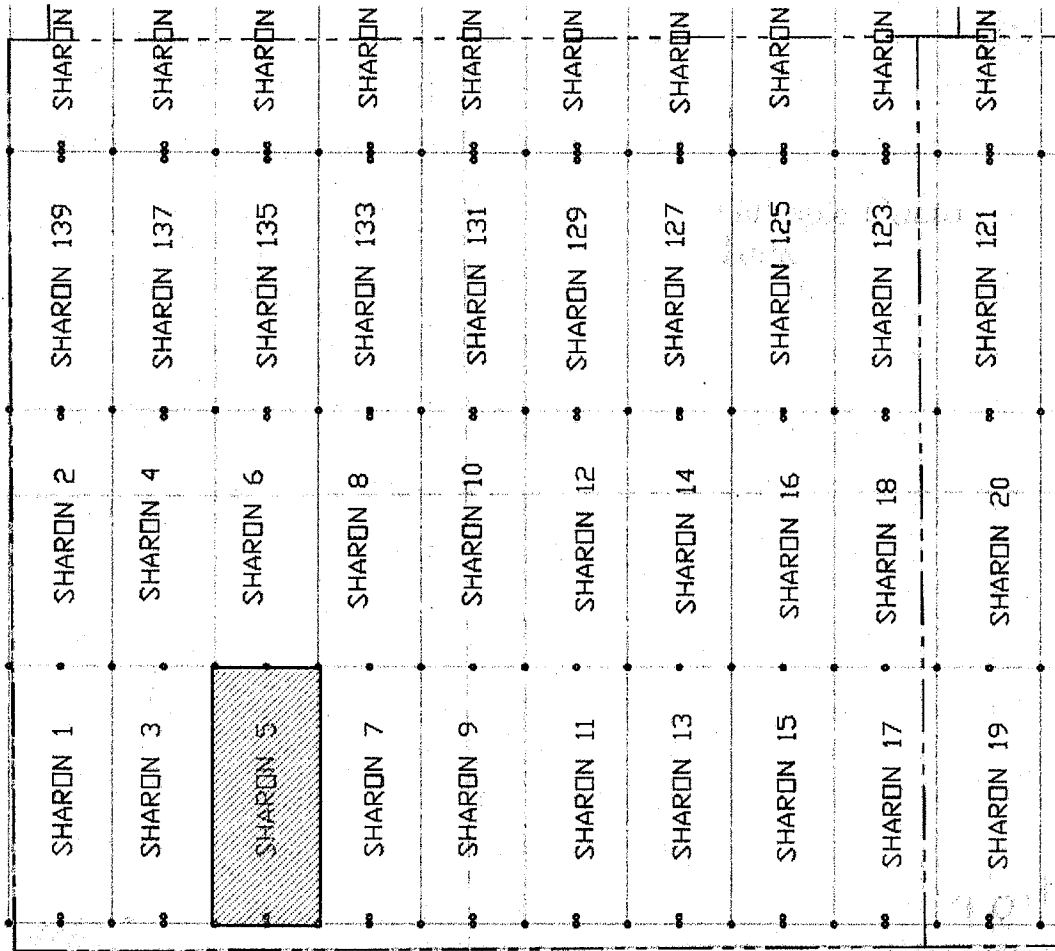 SHARON
SHARON
SHARON
SHARON
SHARON
SHARON
SHARON
SHARON
SHARON
SHARON
SHARON 139
SHARON 137
SHARON 135
SHARON 133
SHARON 131
SHARON 129
SHARON 127
SHARON 125
SHARON 123
SHARON 121
SHARON 2
SHARON 4
SHARON 6
SHARON 8
SHARON 10
SHARON 12
SHARON 14
SHARON 16
SHARON 18
SHARON 20
SHARON 1
SHARON 3
SHARON 5
SHARON 7
SHARON 9
SHARON 11
SHARON 13
SHARON 15
SHARON 17
SHARON 19